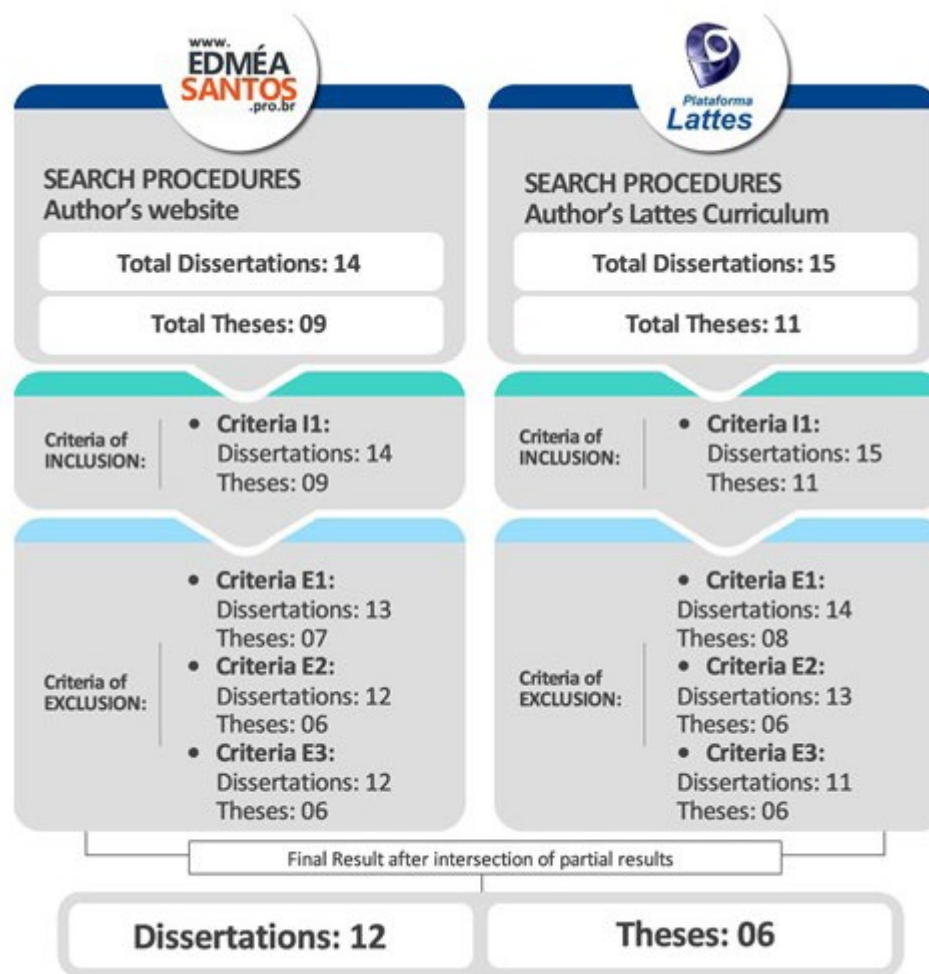 www.
EDMÉA
SANTOS
.pro.br
SEARCH PROCEDURES
Author's website
Total Dissertations: 14
Total Theses: 09
Criteria of
INCLUSION:
• Criteria I1:
Dissertations: 14
Theses: 09
Criteria of
EXCLUSION:
• Criteria E1:
Dissertations: 13
Theses: 07
• Criteria E2:
Dissertations: 12
Theses: 06
• Criteria E3:
Dissertations: 12
Theses: 06
Plataforma
Lattes
SEARCH PROCEDURES
Author's Lattes Curriculum
Total Dissertations: 15
Total Theses: 11
Criteria of
INCLUSION:
• Criteria I1:
Dissertations: 15
Theses: 11
Criteria of
EXCLUSION:
• Criteria E1:
Dissertations: 14
Theses: 08
• Criteria E2:
Dissertations: 13
Theses: 06
• Criteria E3:
Dissertations: 11
Theses: 06
Final Result after intersection of partial results
Dissertations: 12
Theses: 06